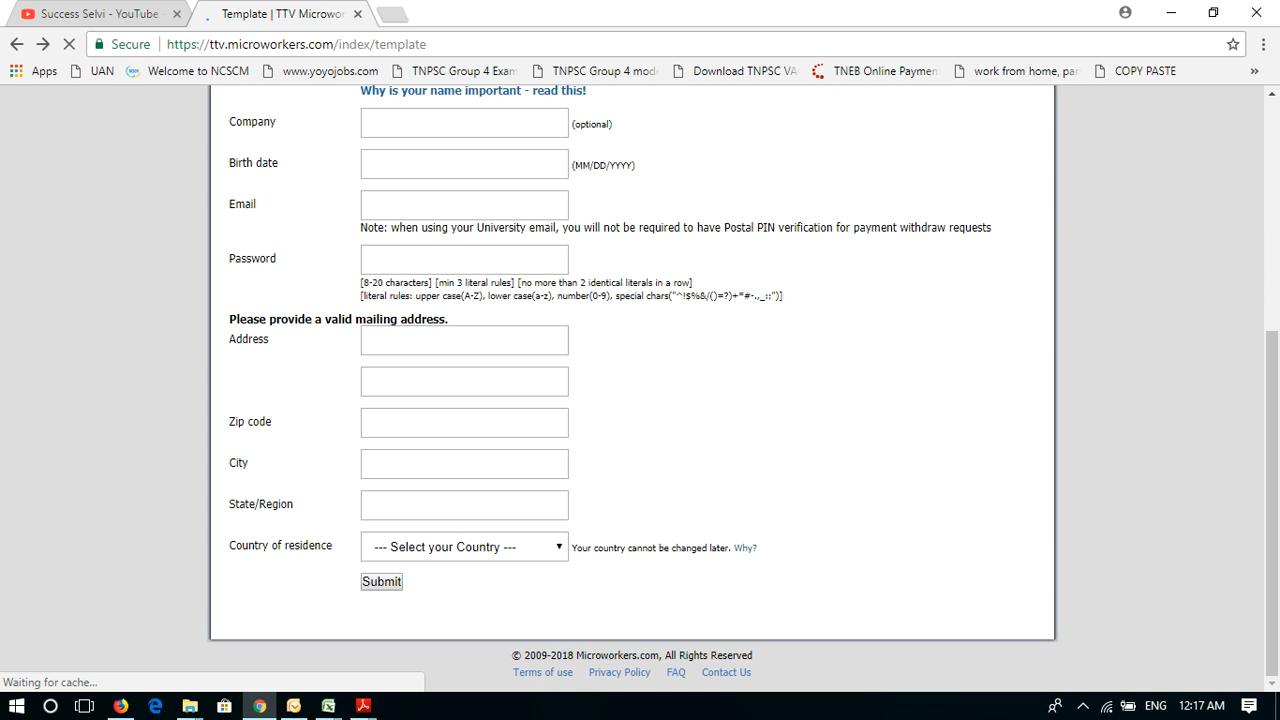 Success Selvi - YouTube
Template | TTV Microwor
Secure
https://ttv.microworkers.com/index/template
Apps
UAN
Welcome to NCSCM
www.yoyojobs.com
TNPSC Group 4 Exam
TNPSC Group 4 mod
Download TNPSC VA
TNEB Online Paymen
work from home, pa
COPY PASTE
»
Why is your name important - read this!
Company
(optional)
Birth date
(MM/DD/YYYY)
Email
Note: when using your University email, you will not be required to have Postal PIN verification for payment withdraw requests
Password
[8-20 characters] [min 3 literal rules] [no more than 2 identical literals in a row]
[literal rules: upper case(A-Z), lower case(a-z), number(0-9), special chars("^!$%&/()=?)+*#-.,_:;")]
Please provide a valid mailing address.
Address
Zip code
City
State/Region
Country of residence
--- Select your Country ---
Your country cannot be changed later. Why?
Submit
© 2009-2018 Microworkers.com, All Rights Reserved
Terms of use
Privacy Policy
FAQ
Contact Us
Waiting for cache...
ENG
12:17 AM